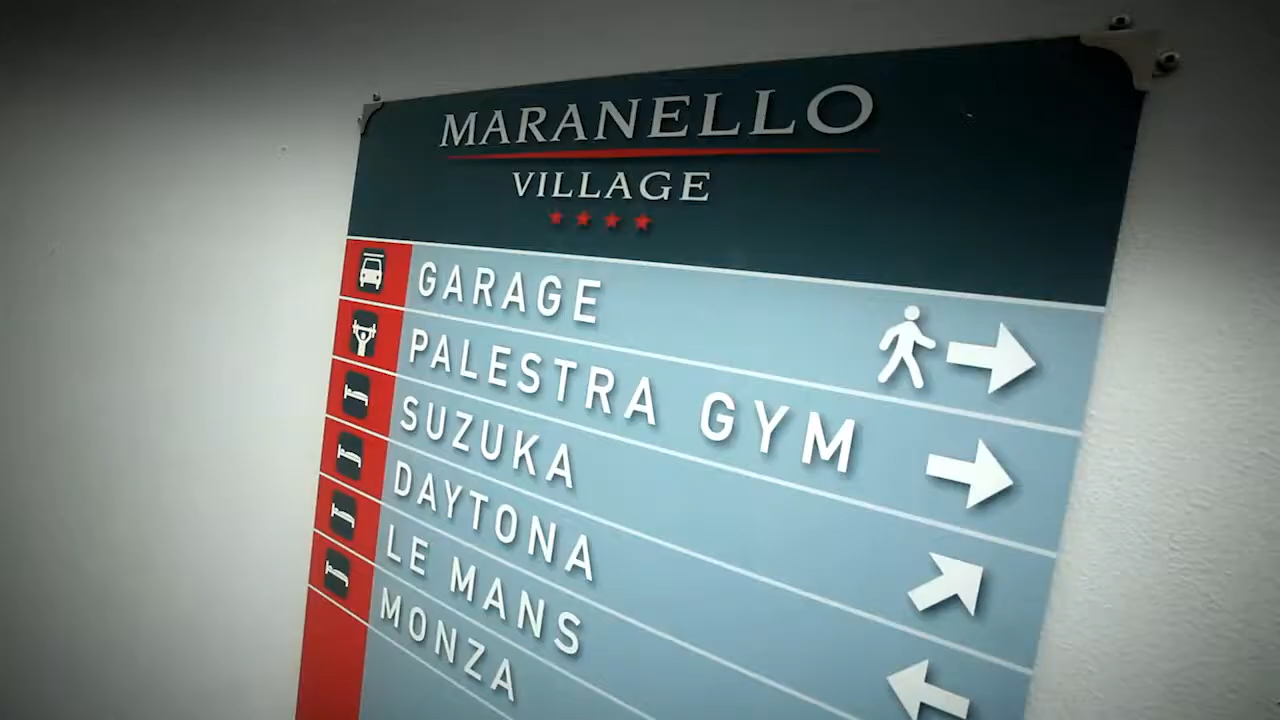 MARANELLO
VILLAGE
GARAGE
PALESTRA GYM
SUZUKA
DAYTONA
LE MANS
MONZA